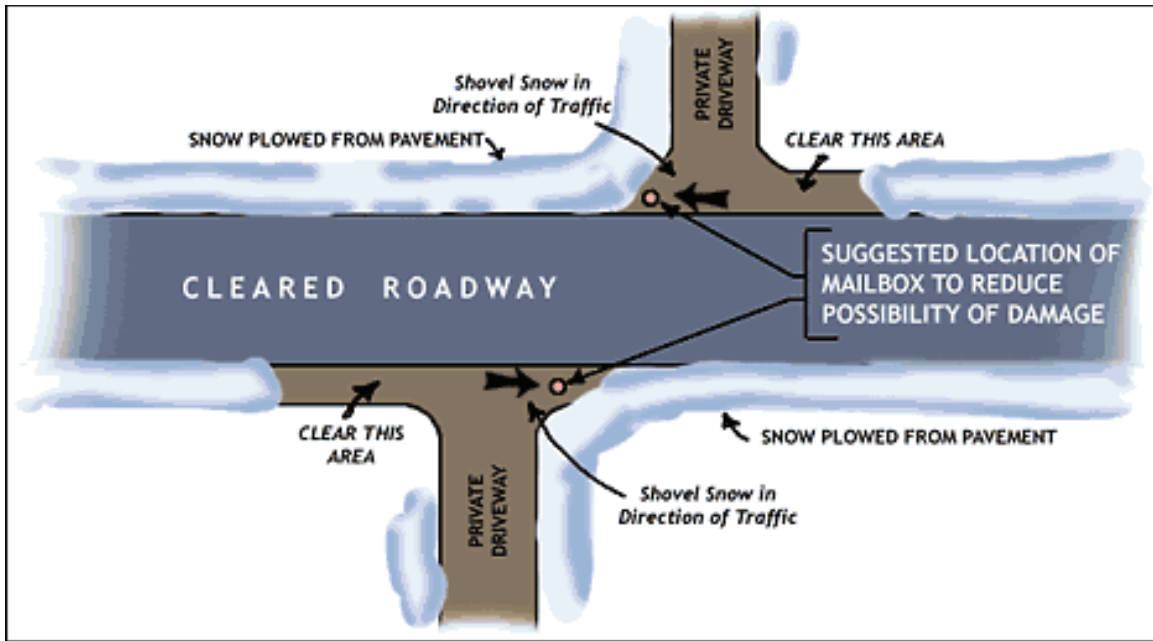 Shovel Snow in
Direction of Traffic
PRIVATE
DRIVEWAY
SNOW PLOWED FROM PAVEMENT
CLEAR THIS AREA
CLEARED ROADWAY
SUGGESTED LOCATION OF
MAILBOX TO REDUCE
POSSIBILITY OF DAMAGE
CLEAR THIS
AREA
SNOW PLOWED FROM PAVEMENT
PRIVATE
DRIVEWAY
Shovel Snow in
Direction of Traffic